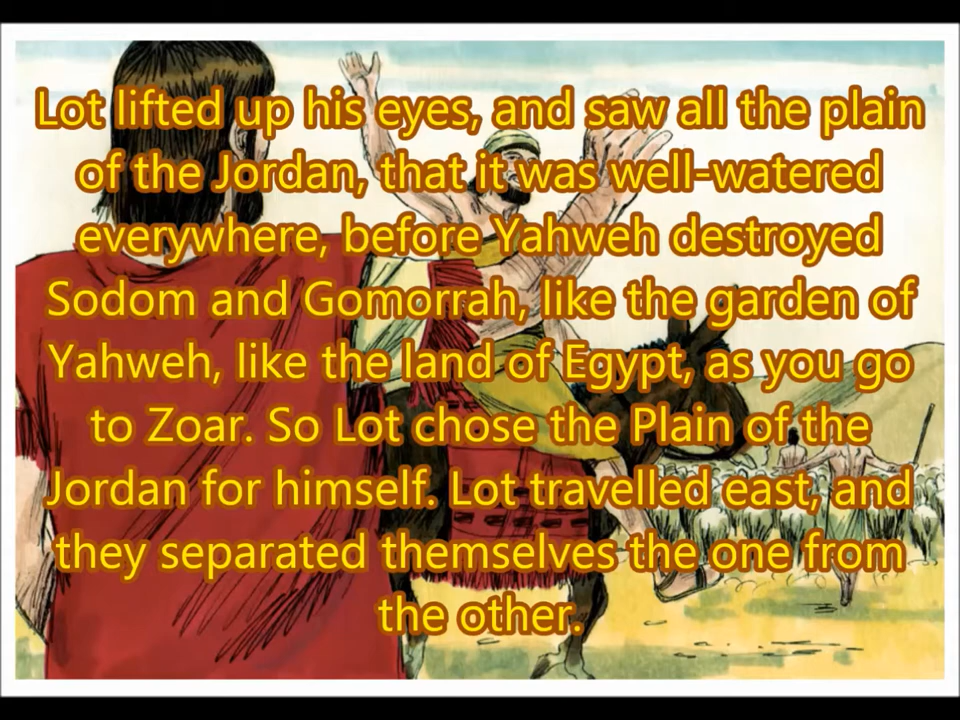 Lot lifted up his eyes, and saw all the plain
of the Jordan, that it was well-watered
everywhere, before Yahweh destroyed
Sodom and Gomorrah, like the garden of
Yahweh, like the land of Egypt, as you go
to Zoar. So Lot chose the Plain of the
Jordan for himself. Lot travelled east, and
they separated themselves the one from
the other.